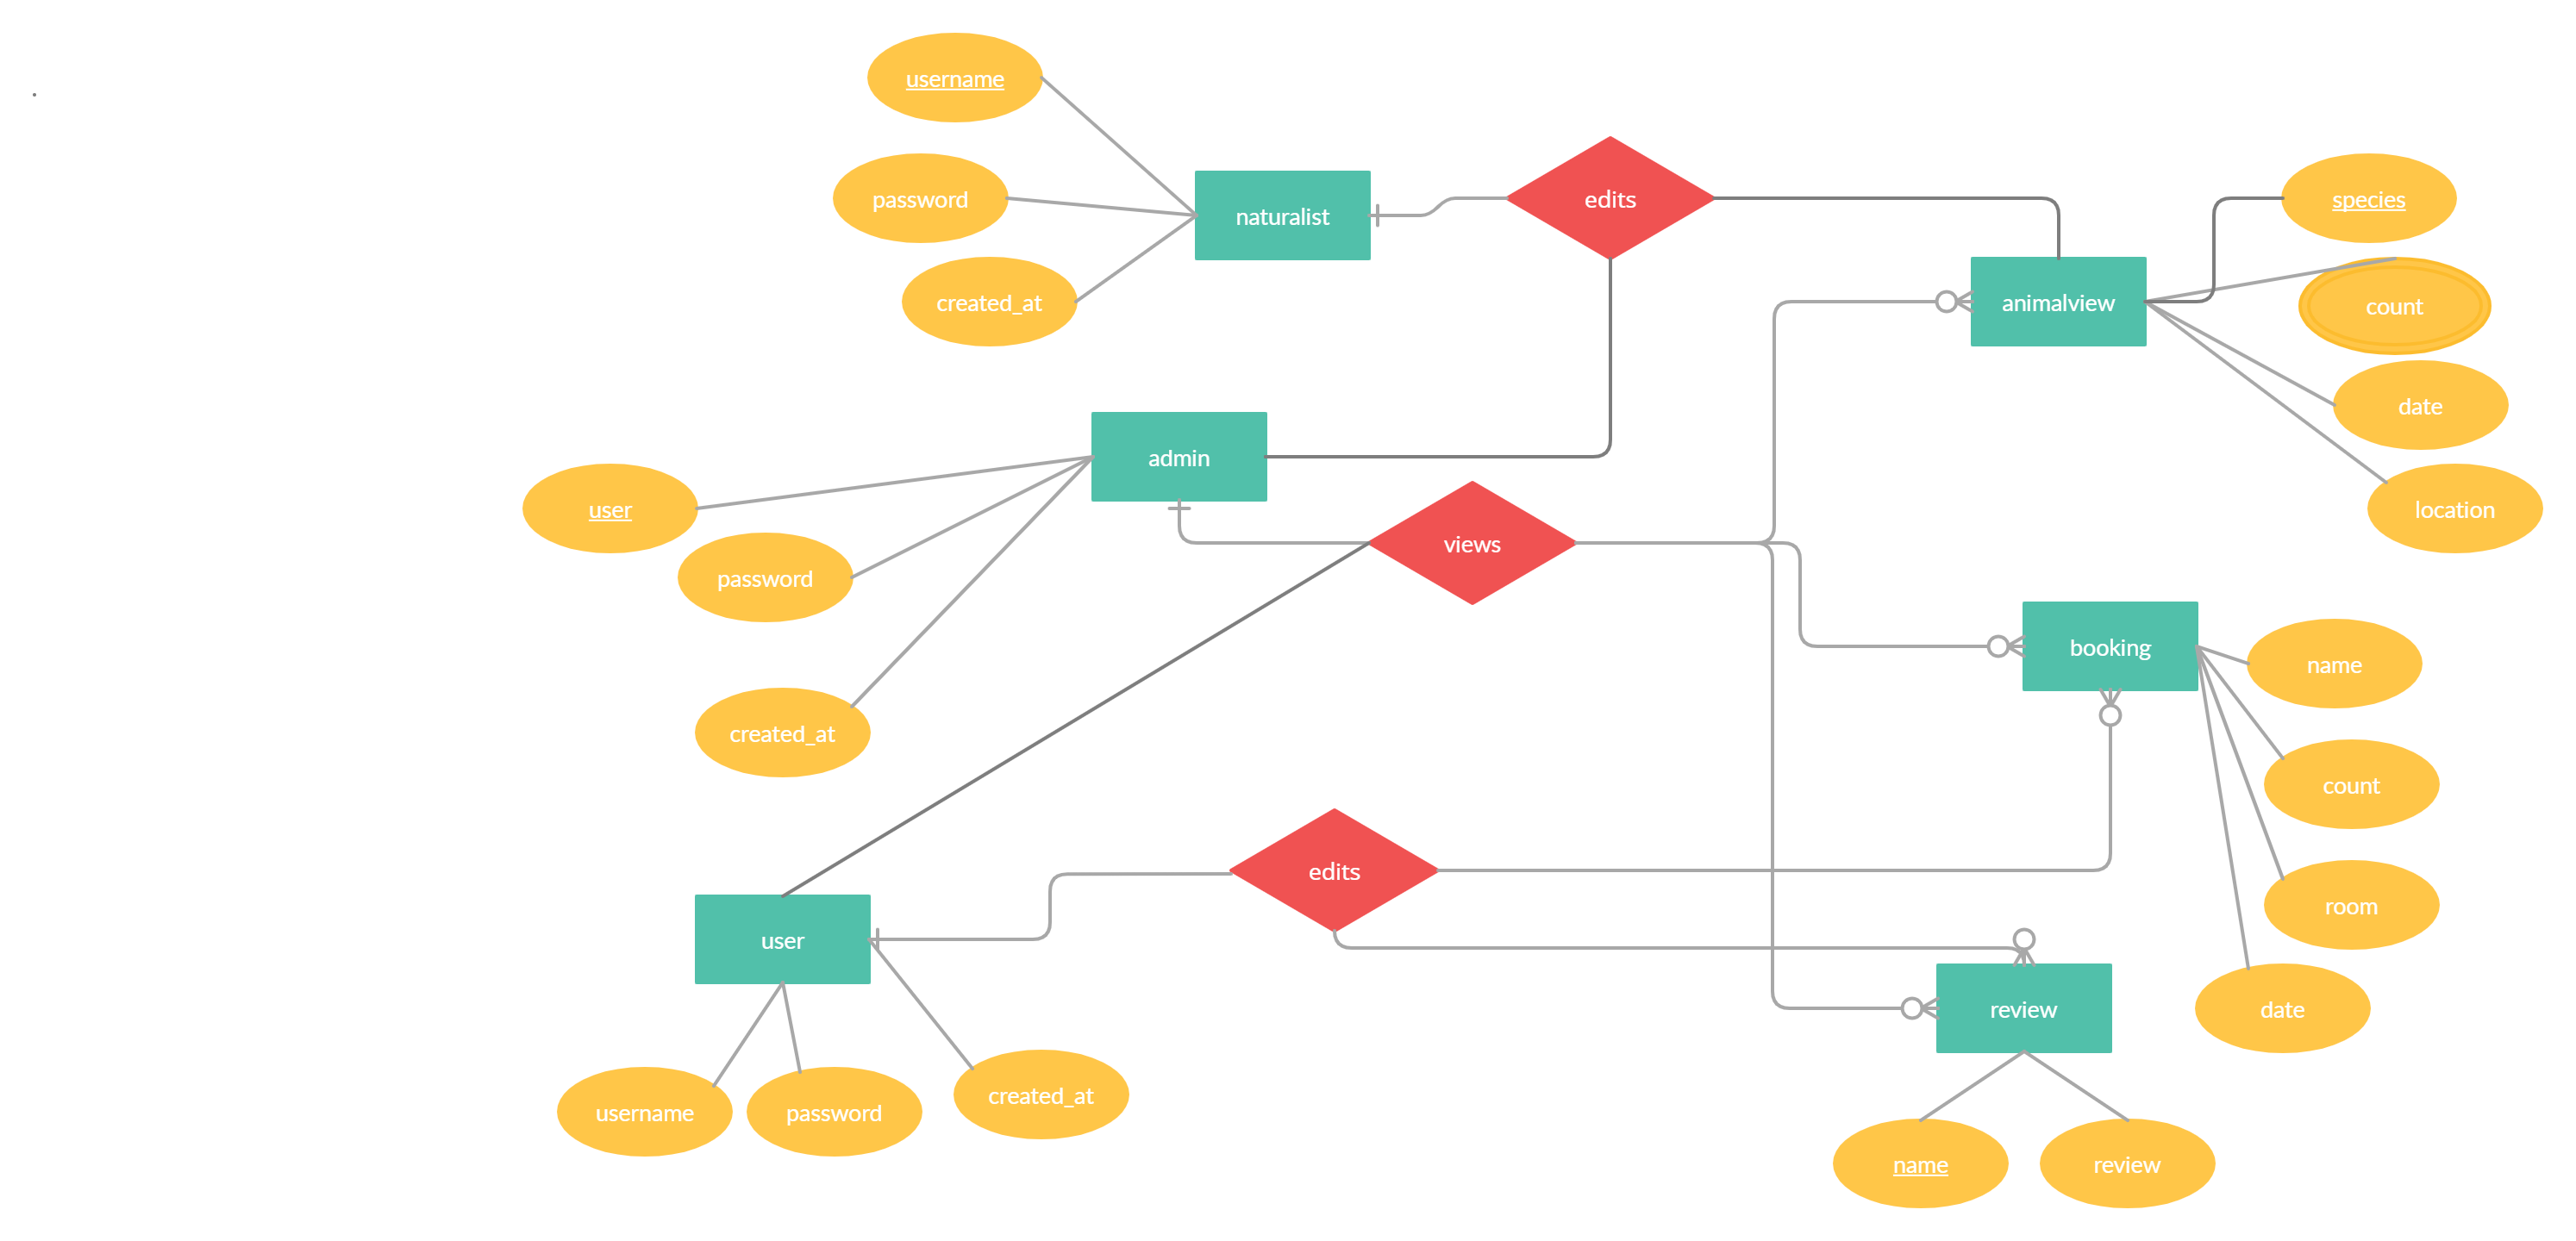 username
password
naturalist
created_at
edits
species
animalview
count
date
location
admin
user
password
created_at
views
booking
name
count
room
date
edits
user
username
password
created_at
review
name
review